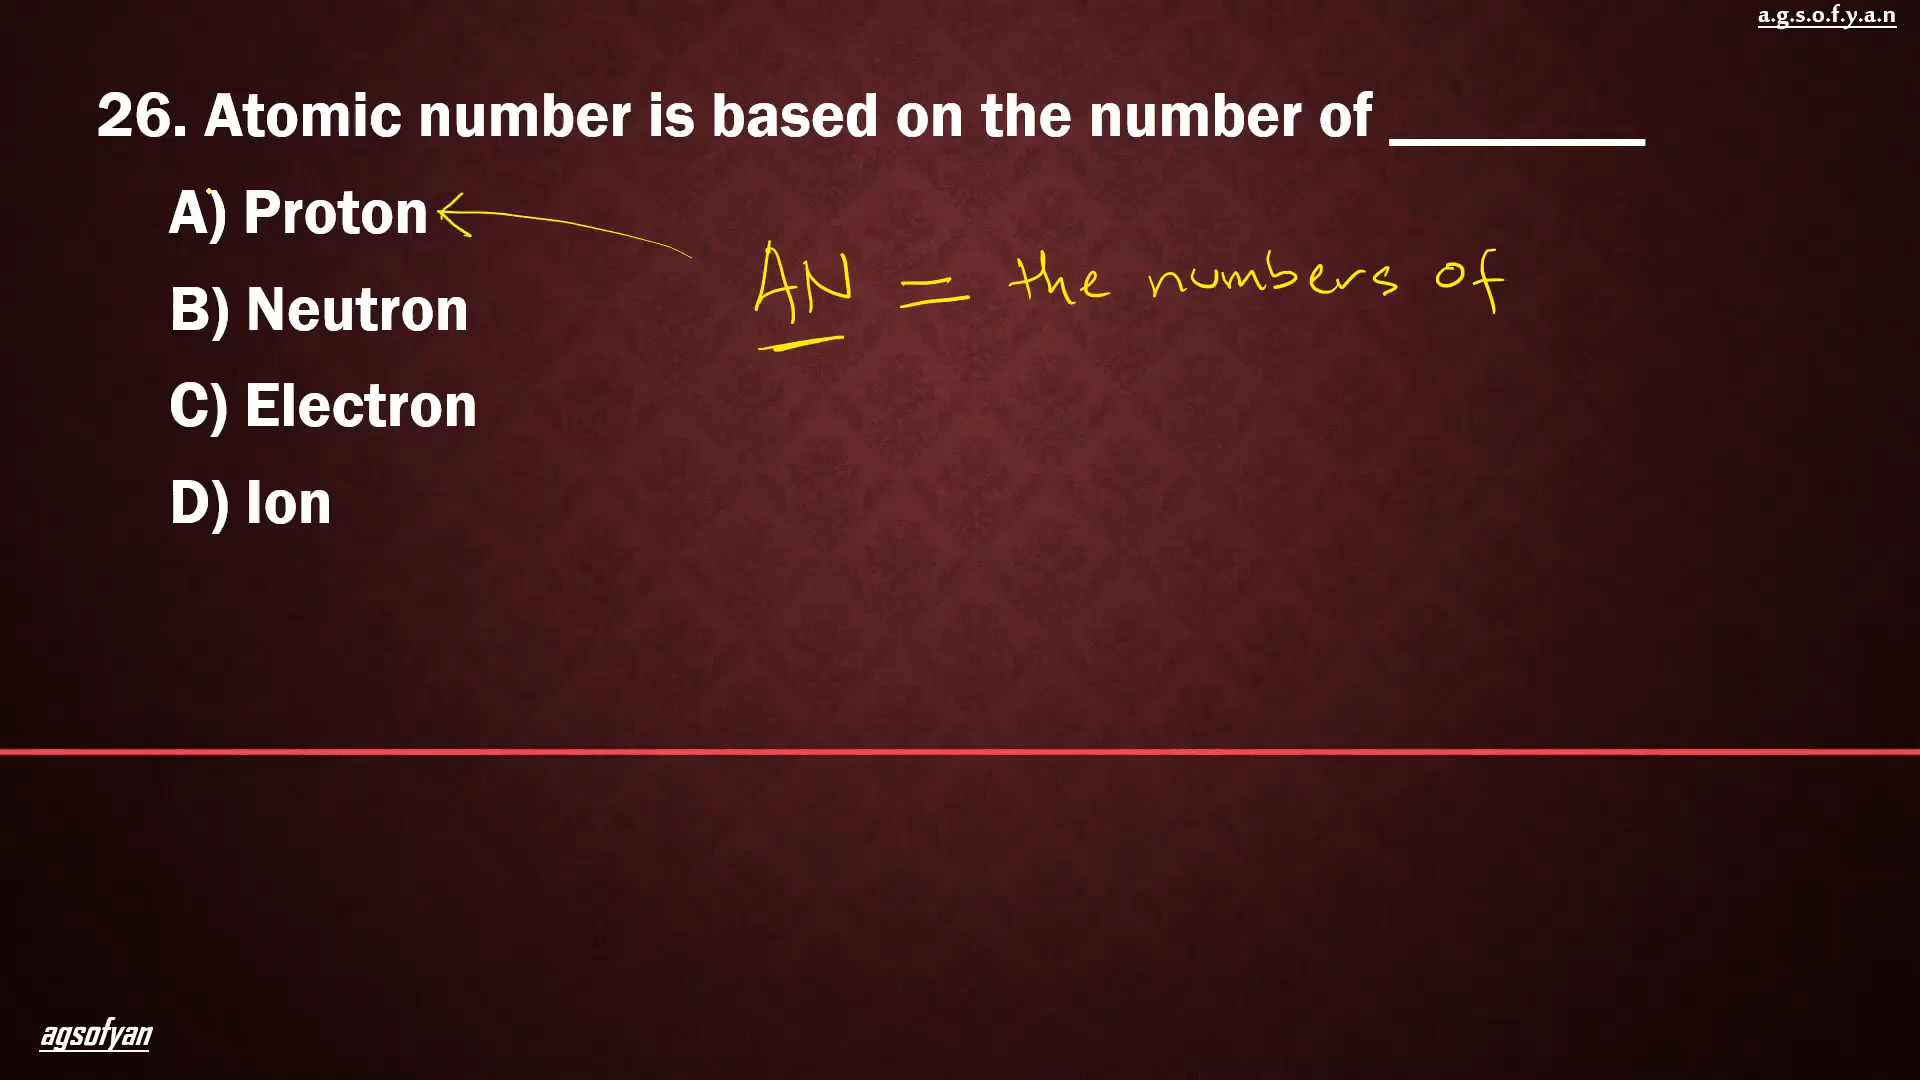 a.g.s.o.f.y.a.n
26. Atomic number is based on the number of ________
A) Proton
AN = the numbers of
B) Neutron
C) Electron
D) Ion
agsofyan